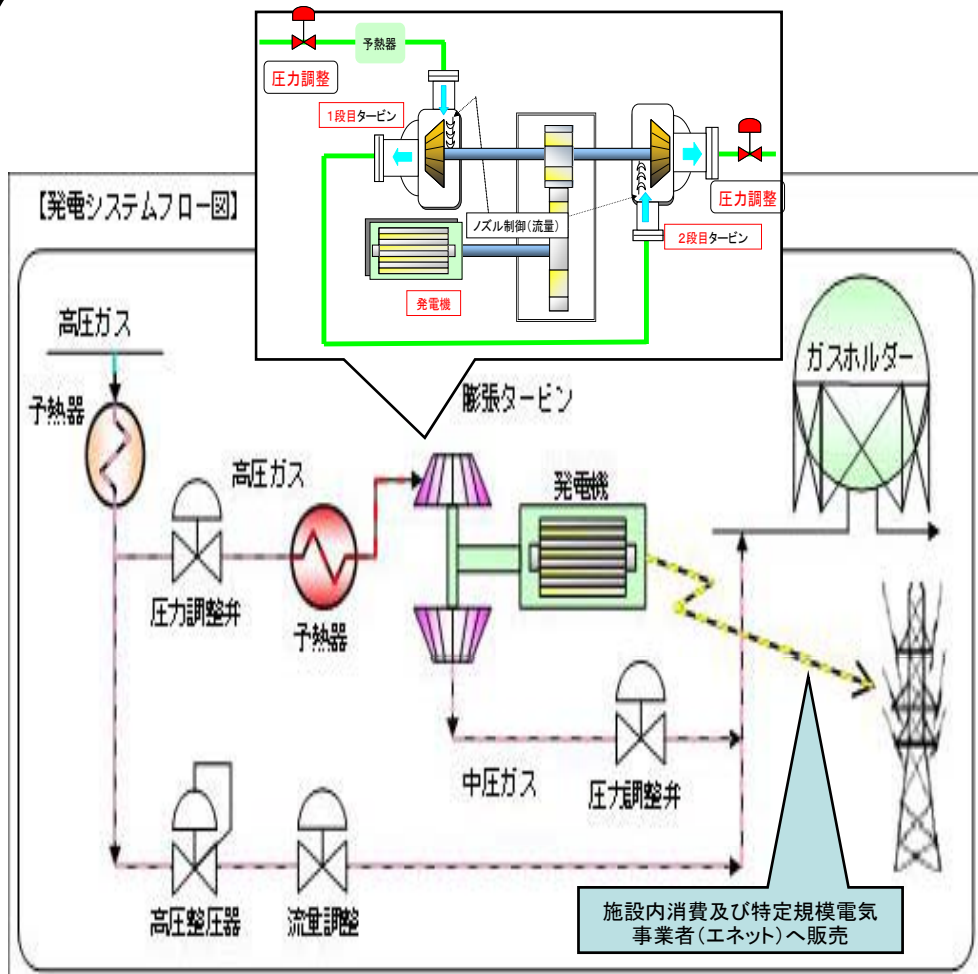 予熱器
圧力調整
1段目タービン
ノズル制御(流量)
圧力調整
2段目タービン
発電機
【発電システムフロー図】
高圧ガス
予熱器
膨張タービン
ガスホルダー
高圧ガス
発電機
圧力調整弁
予熱器
中圧ガス
圧力調整弁
高圧整圧器
流量調整
施設内消費及び特定規模電気
事業者(エネット)へ販売